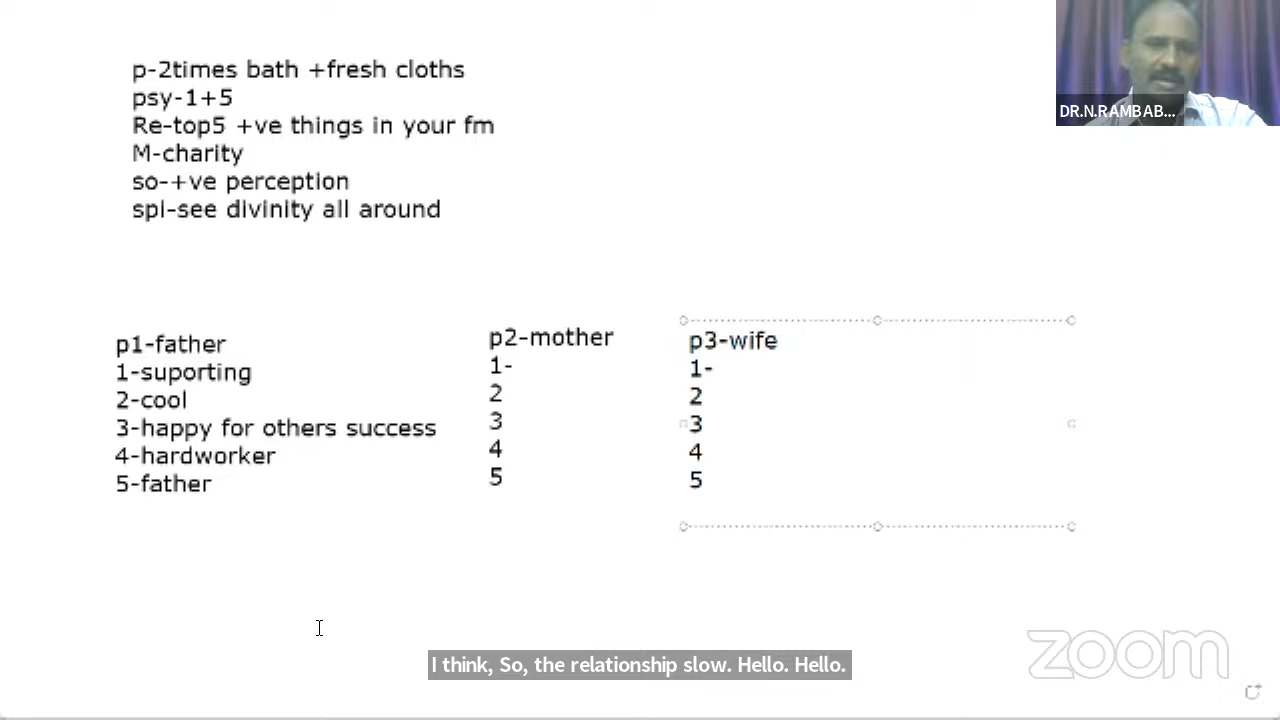 p-2times bath +fresh cloths
psy-1+5
Re-top5 +ve things in your fm
M-charity
so-+ve perception
spi-see divinity all around
DR.N.RAMBAB...
p1-father
1-suporting
2-cool
3-happy for others success
4-hardworker
5-father
p2-mother
1-
2
3
4
5
p3-wife
1-
2
3
4
5
I think, So, the relationship slow. Hello. Hello.
zoom